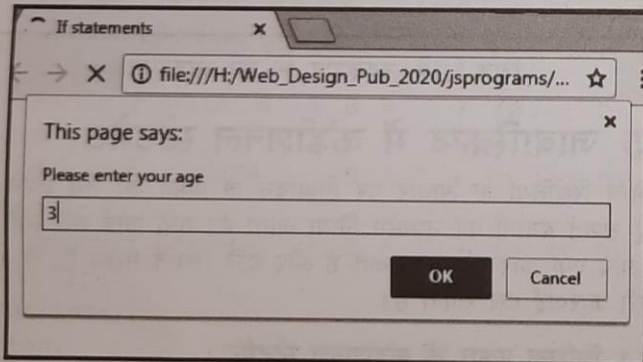 If statements
file:///H:/Web_Design_Pub_2020/jsprograms/...
This page says:
Please enter your age
3
OK
Cancel